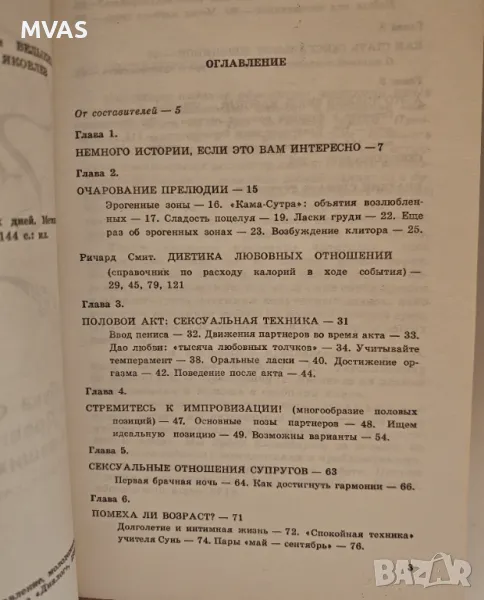 MVAS
ОГЛАВЛЕНИЕ
От составителей — 5
Глава 1.
НЕМНОГО ИСТОРИИ, ЕСЛИ ЭТО ВАМ ИНТЕРЕСНО — 7
Глава 2.
ОЧАРОВАНИЕ ПРЕЛЮДИИ — 15
Эрогенные зоны — 16. «Кама-Сутра»: объятия возлюблен-
ных — 17. Сладость поцелуя — 19. Ласки груди — 22. Еще
раз об эрогенных зонах — 23. Возбуждение клитора — 25.
Ричард Смит. ДИЕТИКА ЛЮБОВНЫХ ОТНОШЕНИЙ
(справочник по расходу калорий в ходе события) —
29, 45, 79, 121
Глава 3.
ПОЛОВОЙ АКТ: СЕКСУАЛЬНАЯ ТЕХНИКА — 31
Ввод пениса — 32. Движения партнеров во время акта — 33.
Дао любви: «тысяча любовных толчков» — 34. Учитывайте
темперамент — 38. Оральные ласки — 40. Достижение ор-
газма — 42. Поведение после акта — 44.
Глава 4.
СТРЕМИТЕСЬ К ИМПРОВИЗАЦИИ! (многообразие половых
позиций) — 47. Основные позы партнеров — 48. Ищем
идеальную позицию — 49. Возможны варианты — 54.
Глава 5.
СЕКСУАЛЬНЫЕ ОТНОШЕНИЯ СУПРУГОВ — 63
Первая брачная ночь — 64. Как достигнуть гармонии — 66.
Глава 6.
ПОМЕХА ЛИ ВОЗРАСТ? — 71
Долголетие и интимная жизнь — 72. «Спокойная техника»
учителя Сунь — 74. Пары «май — сентябрь» — 76.
3
ЯКОВЛЕВ
дней.
144 с.: ил.
БАZАР